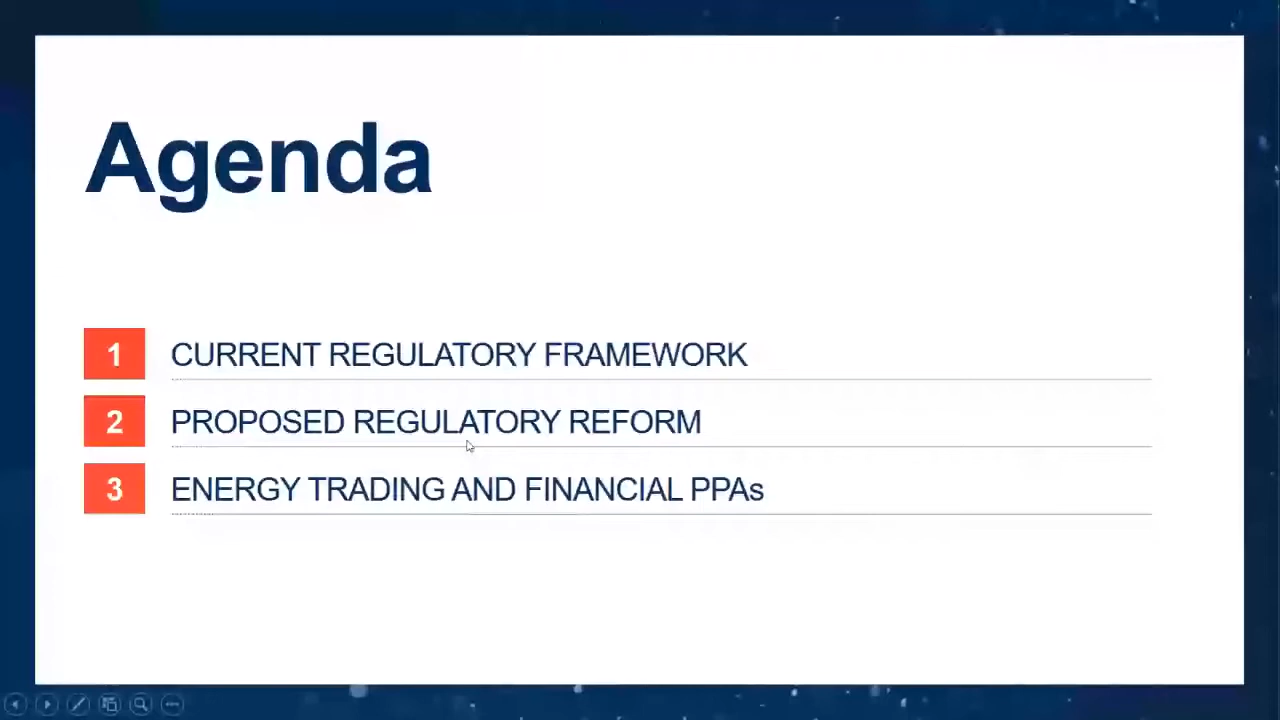 Agenda
1 CURRENT REGULATORY FRAMEWORK
2 PROPOSED REGULATORY REFORM
3 ENERGY TRADING AND FINANCIAL PPAs